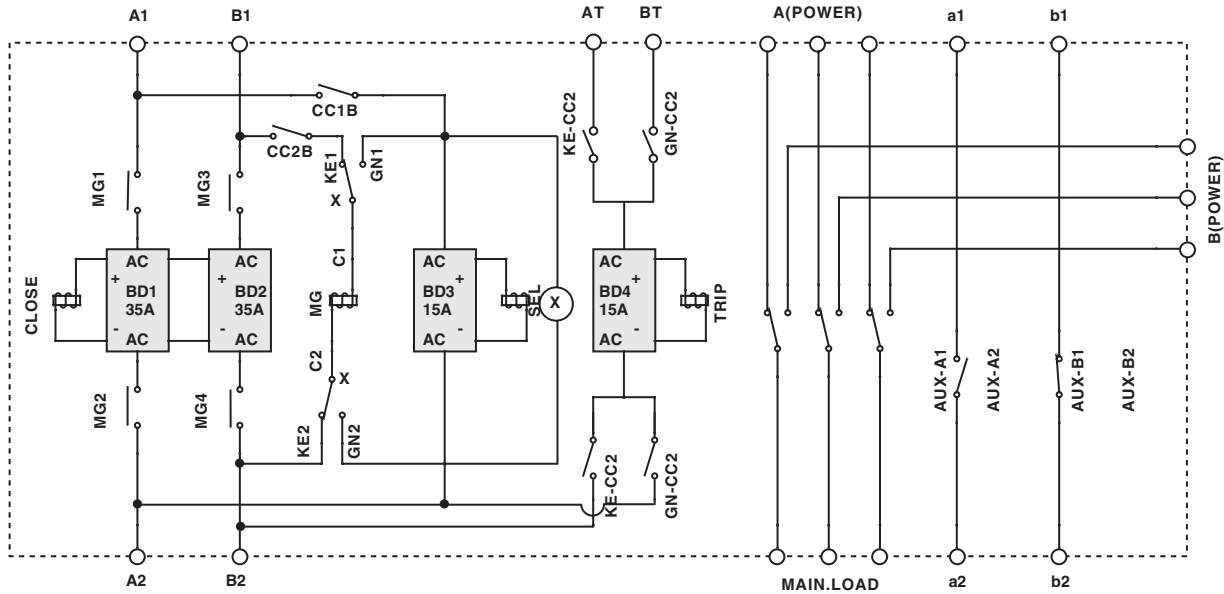 A1
B1
AT
BT
A(POWER)
a1
b1
CC1B
CC2B
KE1
GN1
X
KE-CC2
GN-CC2
MG1
MG3
C1
B(POWER)
CLOSE
AC
+
BD1
35A
-
AC
AC
+
BD2
35A
-
AC
MG
AC
+
BD3
15A
-
AC
SEL
X
AC
+
BD4
15A
-
AC
TRIP
C2
X
MG2
MG4
KE2
GN2
KE-CC2
GN-CC2
AUX-A1
AUX-A2
AUX-B1
AUX-B2
A2
B2
MAIN.LOAD
a2
b2